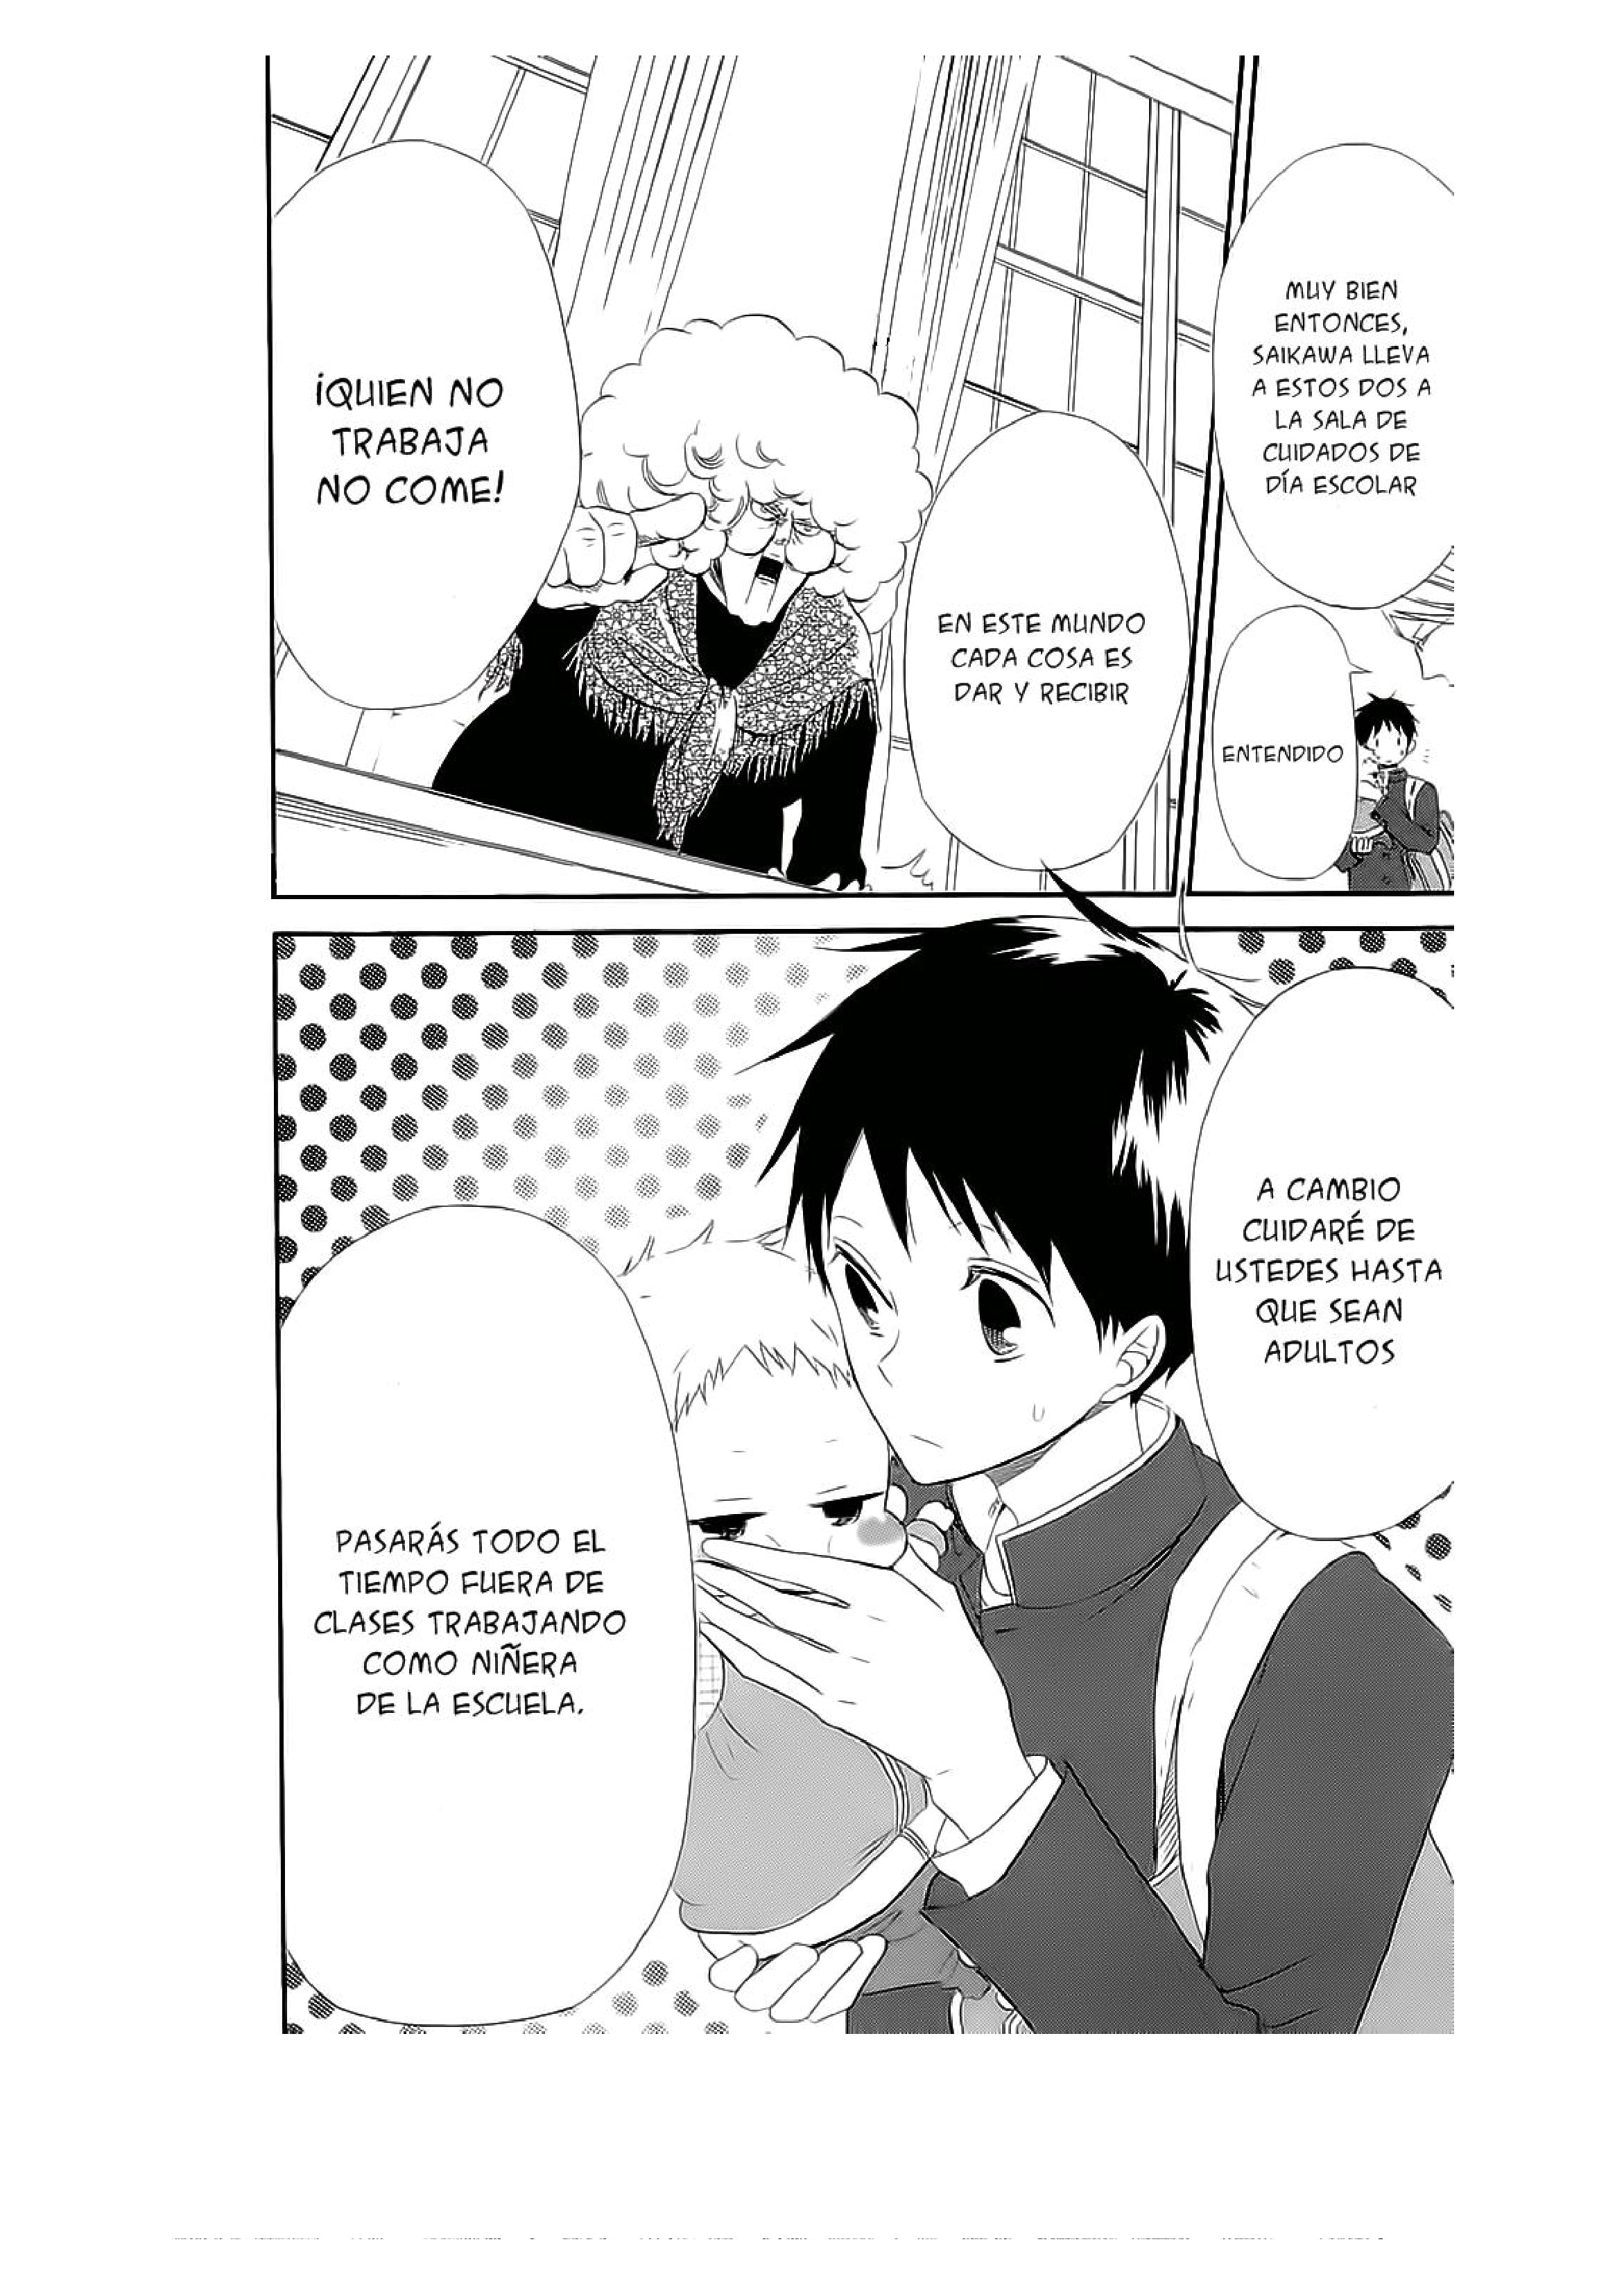 MUY BIEN
ENTONCES,
SAIKAWA LLEVA
A ESTOS DOS A
LA SALA DE
CUIDADOS DE
DÍA ESCOLAR
ENTENDIDO
EN ESTE MUNDO
CADA COSA ES
DAR Y RECIBIR
¡QUIEN NO
TRABAJA
NO COME!
A CAMBIO
CUIDARÉ DE
USTEDES HASTA
QUE SEAN
ADULTOS
PASARÁS TODO EL
TIEMPO FUERA DE
CLASES TRABAJANDO
COMO NIÑERA
DE LA ESCUELA.